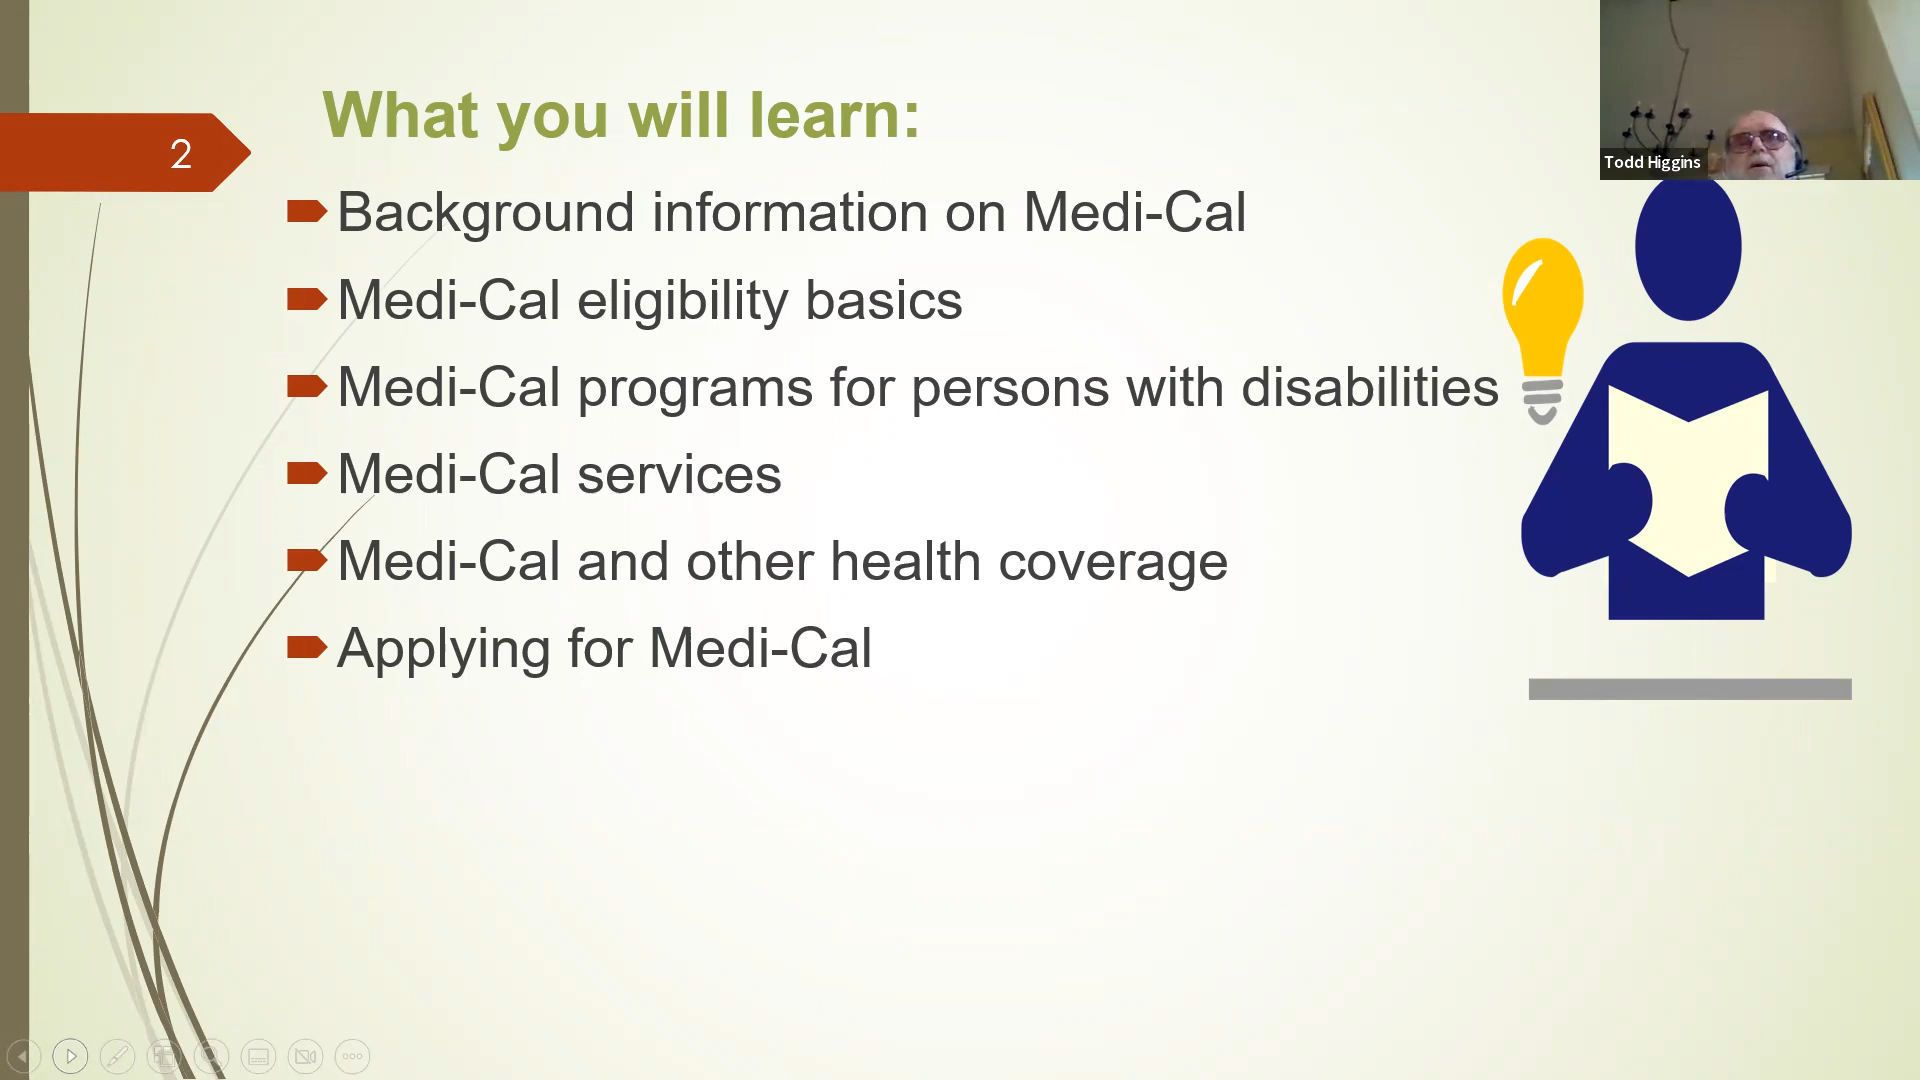 What you will learn:
2
Background information on Medi-Cal
Medi-Cal eligibility basics
Medi-Cal programs for persons with disabilities
Medi-Cal services
Medi-Cal and other health coverage
Applying for Medi-Cal
Todd Higgins